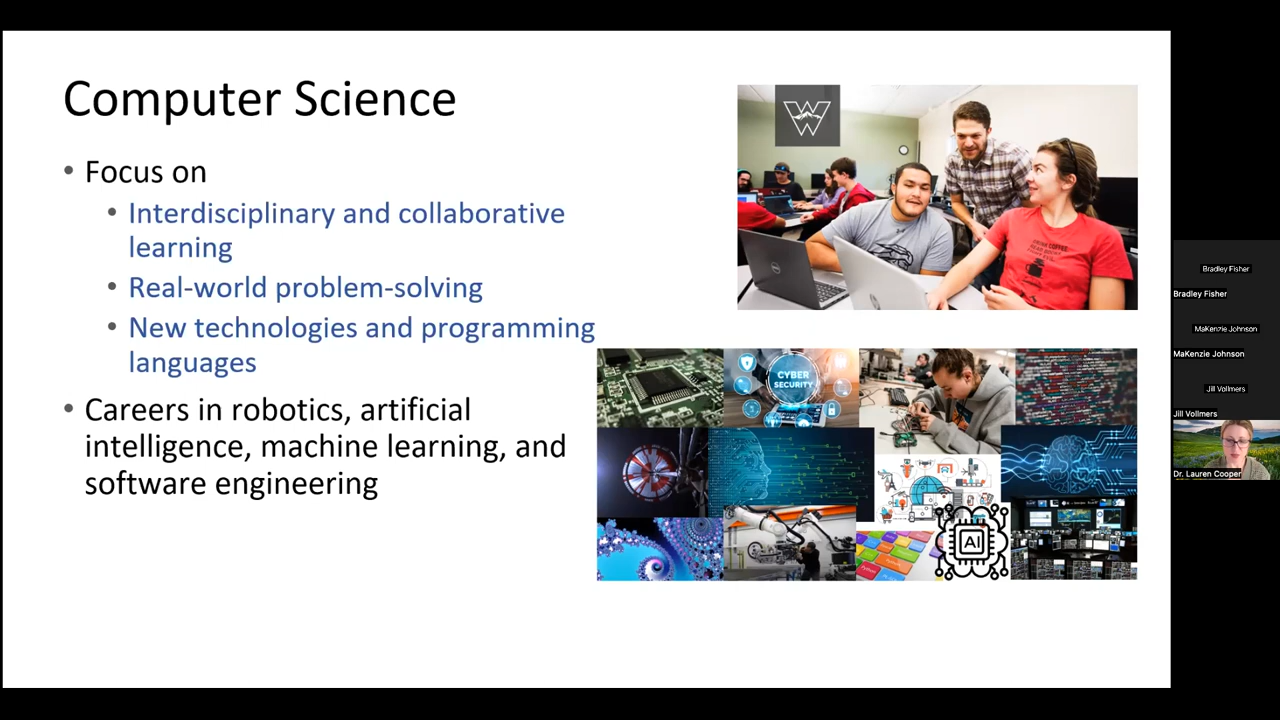 Computer Science
• Focus on
• Interdisciplinary and collaborative
learning
• Real-world problem-solving
• New technologies and programming
languages
• Careers in robotics, artificial
intelligence, machine learning, and
software engineering
W
CYBER
SECURITY
AI
Bradley Fisher
Bradley Fisher
MaKenzie Johnson
MaKenzie Johnson
Jill Vollmers
Jill Vollmers
Dr. Lauren Cooper